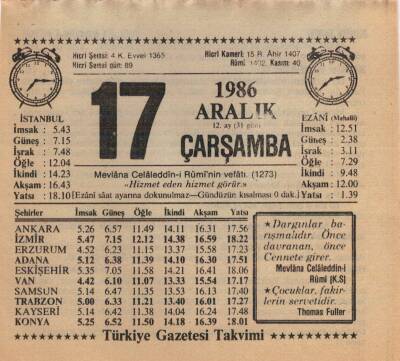 Hicri Şemsi: 4 K. Evvel 1365
Hicri Şemsi gün: 89
Hicri Kameri: 15 R. Âhir 1407
Rûmi: 1402, Kasım: 40
17
1986
ARALIK
12. ay (31 gün)
ÇARŞAMBA
İSTANBUL
İmsak : 5.43
Güneş : 7.15
İşrak : 7.48
Öğle : 12.04
İkindi : 14.23
Akşam : 16.43
Yatsı : 18.10
EZÂNÎ (Mahalli)
İmsak : 12.51
Güneş : 2.38
İşrak : 3.11
Öğle : 7.29
İkindi : 9.48
Akşam : 12.00
Yatsı : 1.39
Mevlâna Celâleddîn-i Rûmî'nin vefâtı. (1273)
«Hizmet eden hizmet görür.»
[Ezânî sâat ayarına dokunulmaz—Gündüzün kısalması 0 dak.]
Şehirler İmsak Güneş Öğle İkindi Akşam Yatsı
ANKARA 5.26 6.57 11.49 14.11 16.31 17.56
İZMİR 5.47 7.15 12.12 14.38 16.59 18.22
ERZURUM 4.52 6.23 11.15 13.37 15.58 17.23
ADANA 5.12 6.38 11.39 14.10 16.30 17.51
ESKİŞEHİR 5.35 7.05 11.58 14.21 16.41 18.06
VAN 4.42 6.10 11.07 13.33 15.54 17.17
SAMSUN 5.14 6.47 11.35 13.53 16.13 17.40
TRABZON 5.00 6.33 11.21 13.40 16.01 17.27
KAYSERİ 5.14 6.42 11.38 14.04 16.24 17.48
KONYA 5.25 6.52 11.50 14.18 16.39 18.01
Dargınlar barışmalıdır. Önce
davranan, önce
Cennete girer.
Mevlâna Celâleddin-i
Rûmi [K.S]
Çocuklar, fakirlerin servetidir.
Thomas Fuller
Türkiye Gazetesi Takvimi